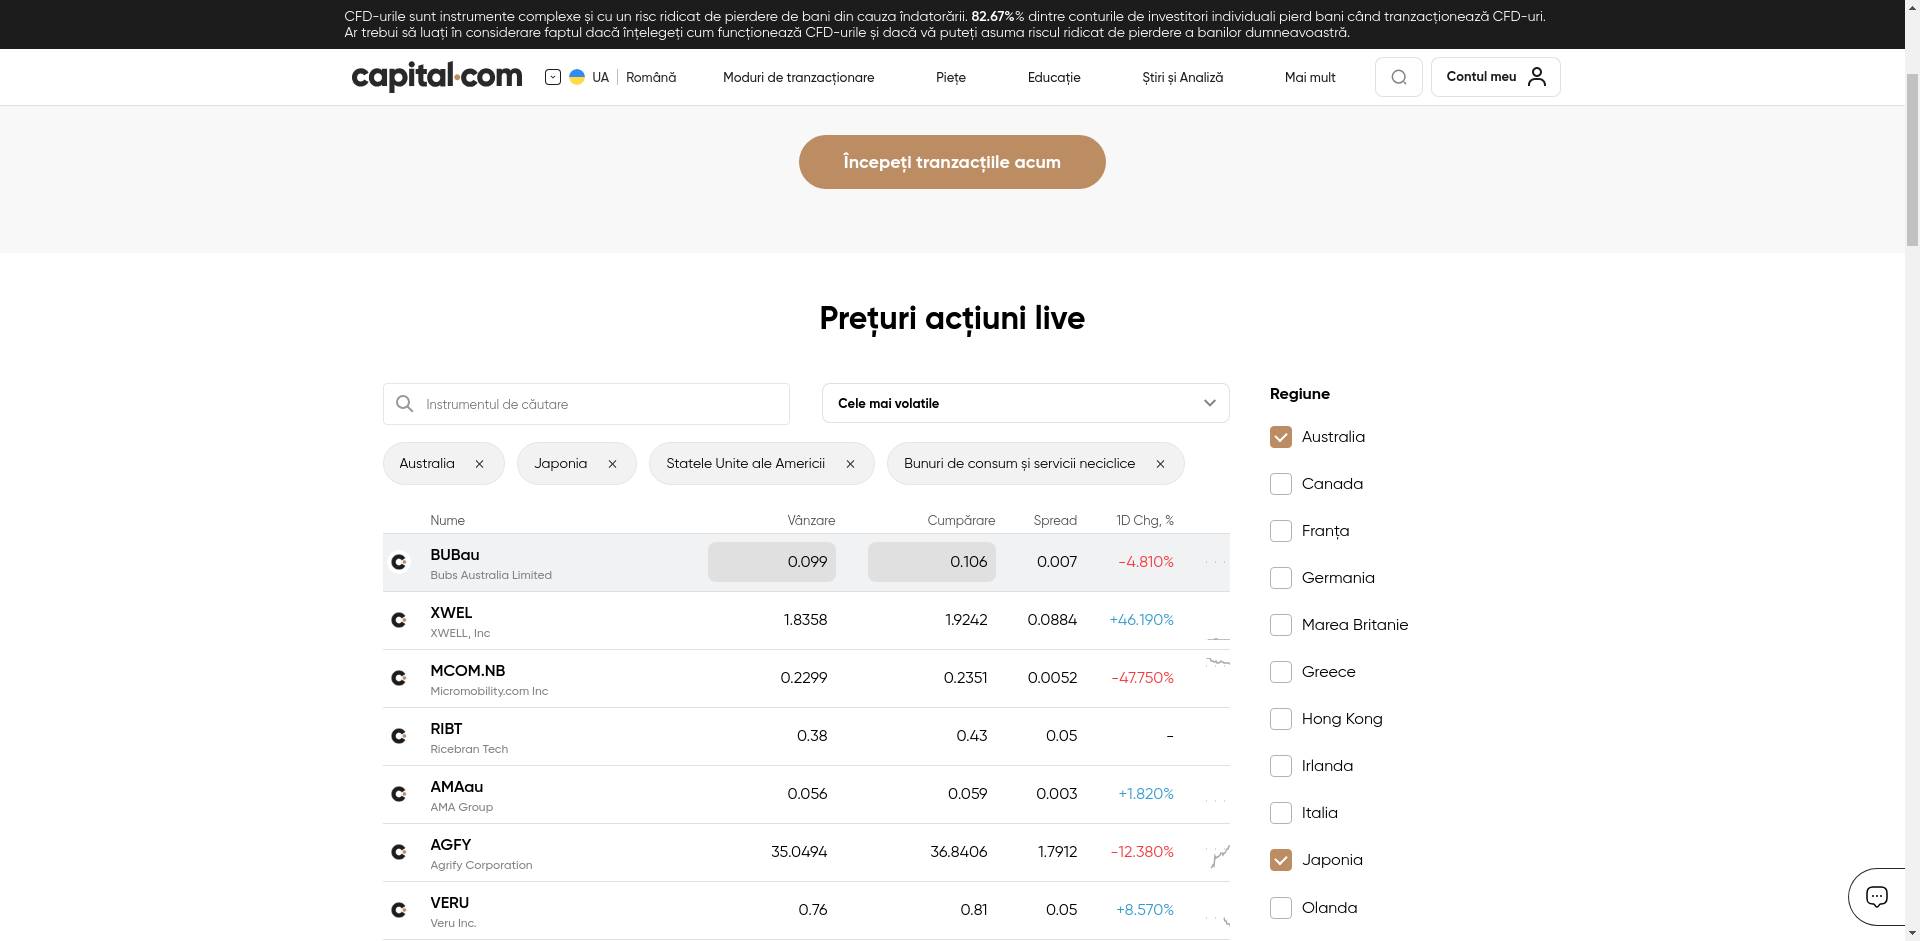 CFD-urile sunt instrumente complexe și cu un risc ridicat de pierdere de bani din cauza îndatorării. 82.67%% dintre conturile de investitori individuali pierd bani când tranzacționează CFD-uri.
Ar trebui să luați în considerare faptul dacă înțelegeți cum funcționează CFD-urile și dacă vă puteți asuma riscul ridicat de pierdere a banilor dumneavoastră.
capital.com UA Română Moduri de tranzacționare Piețe Educație Știri și Analiză Mai mult Contul meu
Începeți tranzacțiile acum
Prețuri acțiuni live
Instrumentul de căutare
Cele mai volatile
Australia Japonia Statele Unite ale Americii Bunuri de consum și servicii neciclice
Nume Vânzare Cumpărare Spread 1D Chg, %
BUBau 0.099 0.106 0.007 -4.810%
Bubs Australia Limited
XWEL 1.8358 1.9242 0.0884 +46.190%
XWELL, Inc
MCOM.NB 0.2299 0.2351 0.0052 -47.750%
Micromobility.com Inc
RIBT 0.38 0.43 0.05 -
Ricebran Tech
AMAau 0.056 0.059 0.003 +1.820%
AMA Group
AGFY 35.0494 36.8406 1.7912 -12.380%
Agrify Corporation
VERU 0.76 0.81 0.05 +8.570%
Veru Inc.
Regiune
Australia
Canada
Franța
Germania
Marea Britanie
Greece
Hong Kong
Irlanda
Italia
Japonia
Olanda